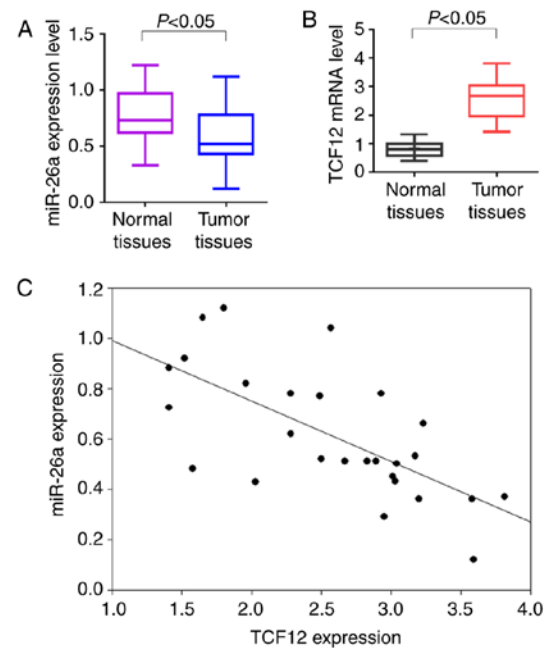 A
P<0.05
miR-26a expression level
1.5
1.0
0.5
0.0
Normal
tissues
Tumor
tissues
B
P<0.05
TCF12 mRNA level
5
4
3
2
1
0
Normal
tissues
Tumor
tissues
C
miR-26a expression
1.2
1.0
0.8
0.6
0.4
0.2
0.0
1.0 1.5 2.0 2.5 3.0 3.5 4.0
TCF12 expression